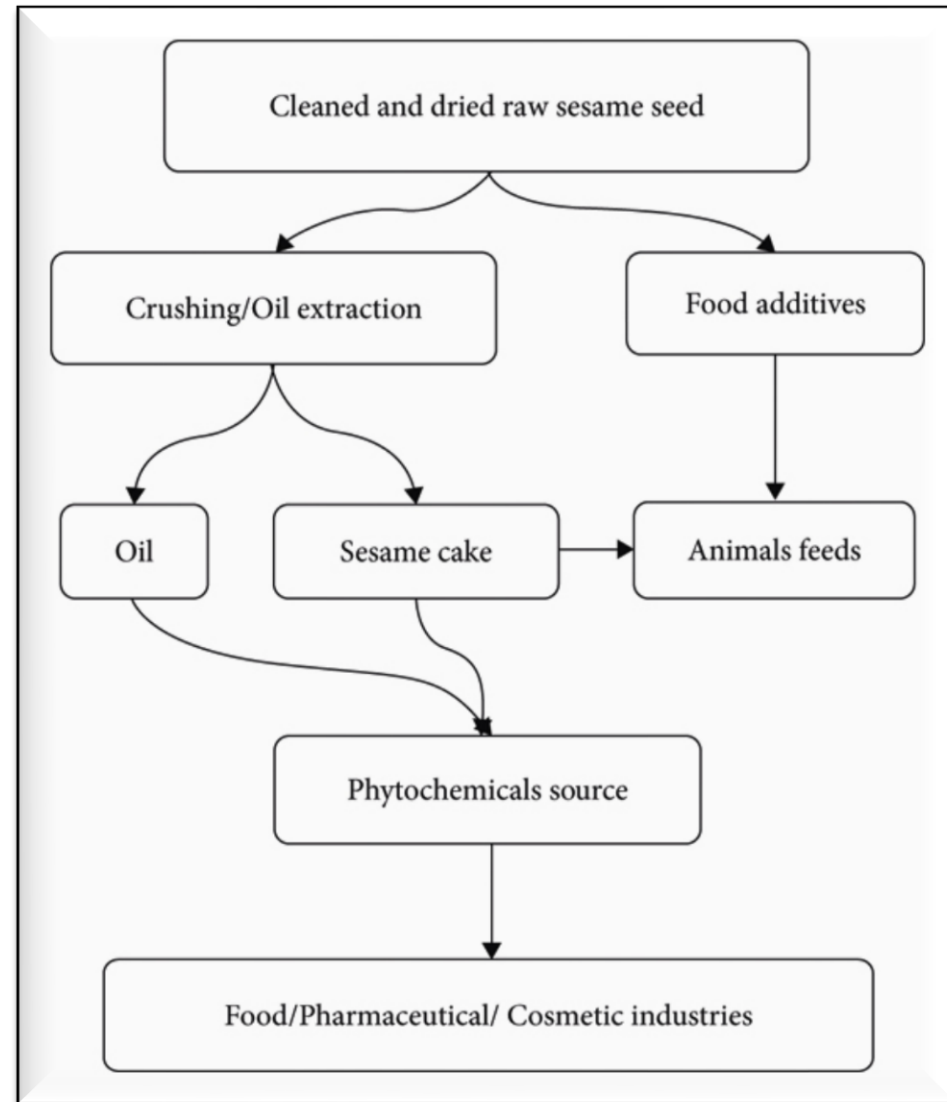 Cleaned and dried raw sesame seed
Crushing/Oil extraction
Food additives
Oil
Sesame cake
Animals feeds
Phytochemicals source
Food/Pharmaceutical/ Cosmetic industries